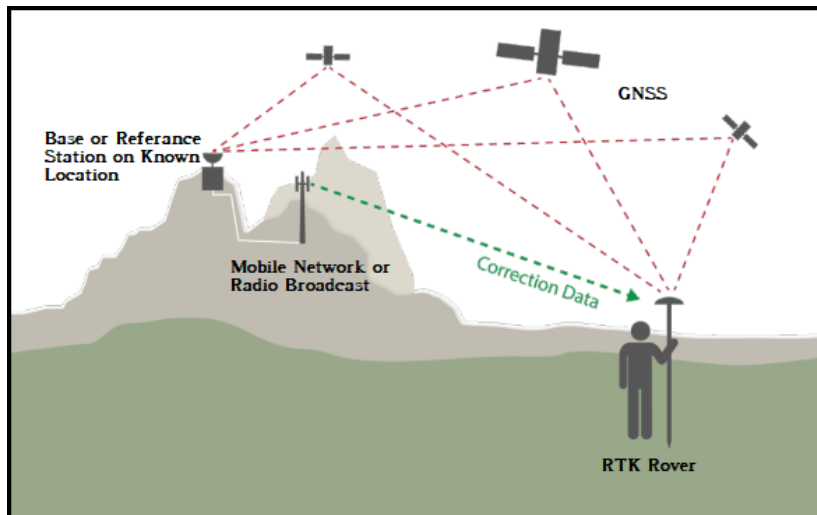 GNSS
Base or Referance
Station on Known
Location
Mobile Network or
Radio Broadcast
Correction Data
RTK Rover